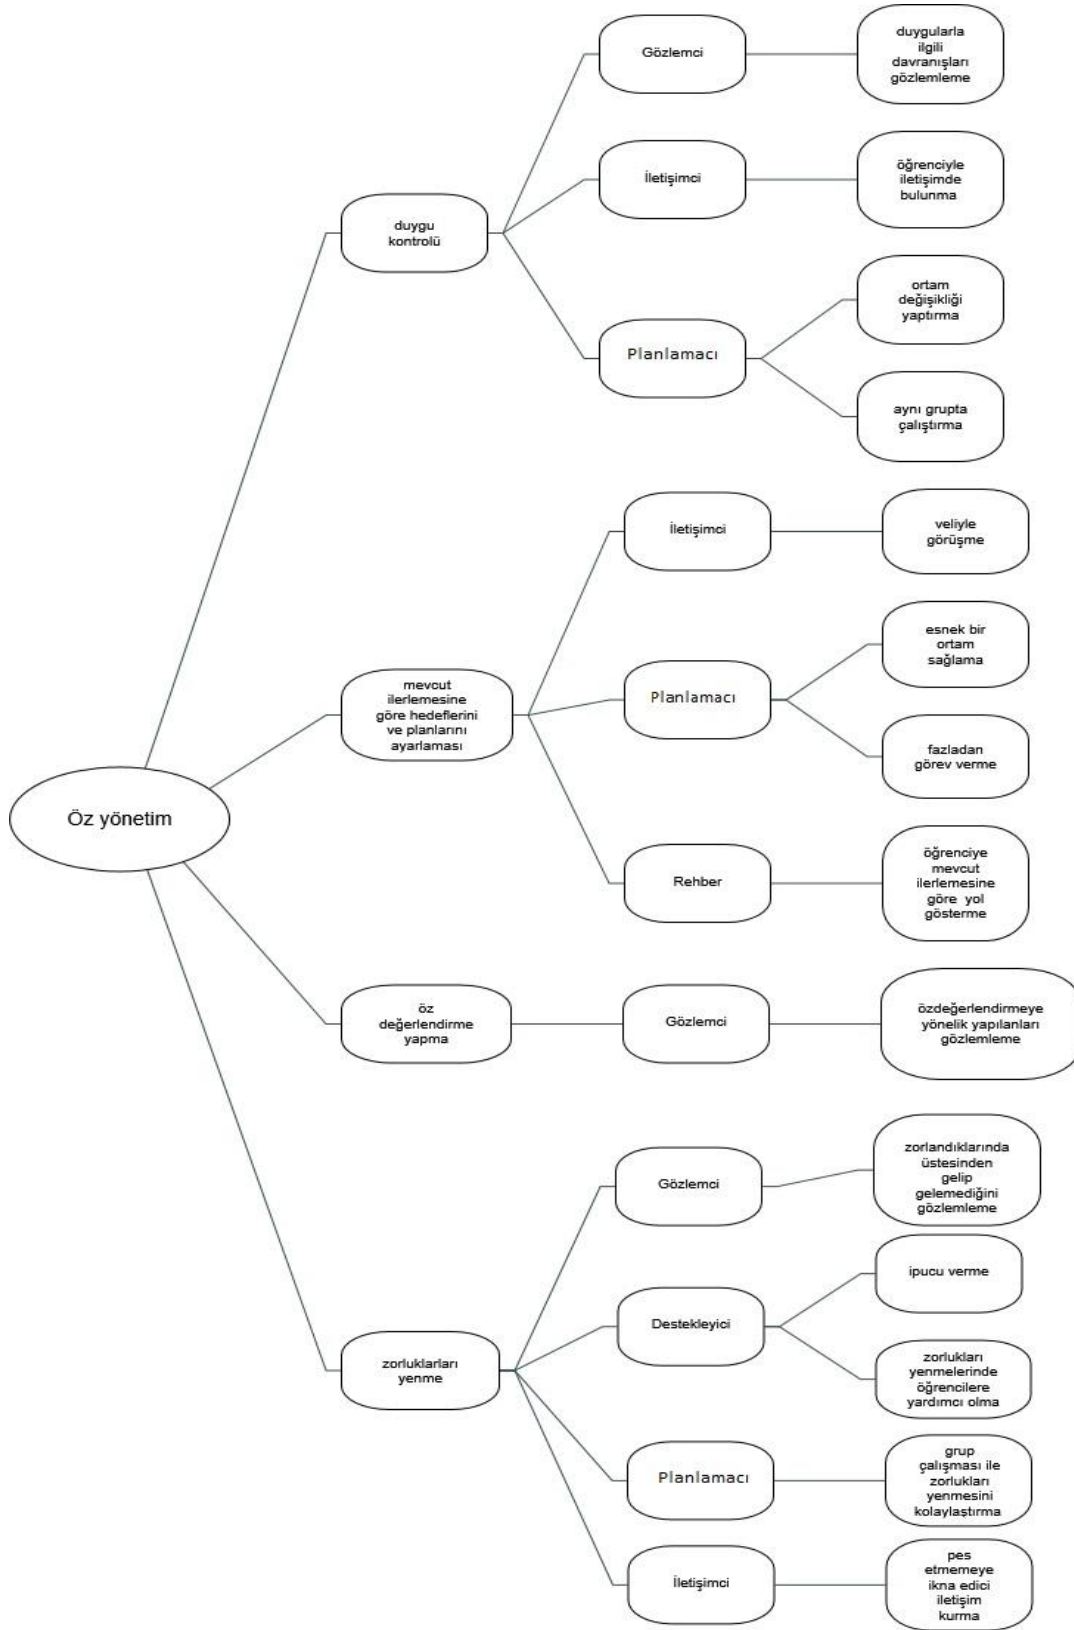 Öz yönetim
duygu
kontrolü
Gözlemci
duygularla
ilgili
davranışları
gözlemleme
İletişimci
öğrenciyle
iletişimde
bulunma
Planlamacı
ortam
değişikliği
yaptırma
aynı grupta
çalıştırma
mevcut
ilerlemesine
göre hedeflerini
ve planlarını
ayarlaması
İletişimci
veliyle
görüşme
Planlamacı
esnek bir
ortam
sağlama
fazladan
görev verme
Rehber
öğrenciye
mevcut
ilerlemesine
göre yol
gösterme
öz
değerlendirme
yapma
Gözlemci
özdeğerlendirmeye
yönelik yapılanları
gözlemleme
zorluklarları
yenme
Gözlemci
zorlandıklarında
üstesinden
gelip
gelemediğini
gözlemleme
Destekleyici
ipucu verme
zorlukları
yenmelerinde
öğrencilere
yardımcı olma
Planlamacı
grup
çalışması ile
zorlukları
yenmesini
kolaylaştırma
İletişimci
pes
etmemeye
ikna edici
iletişim
kurma